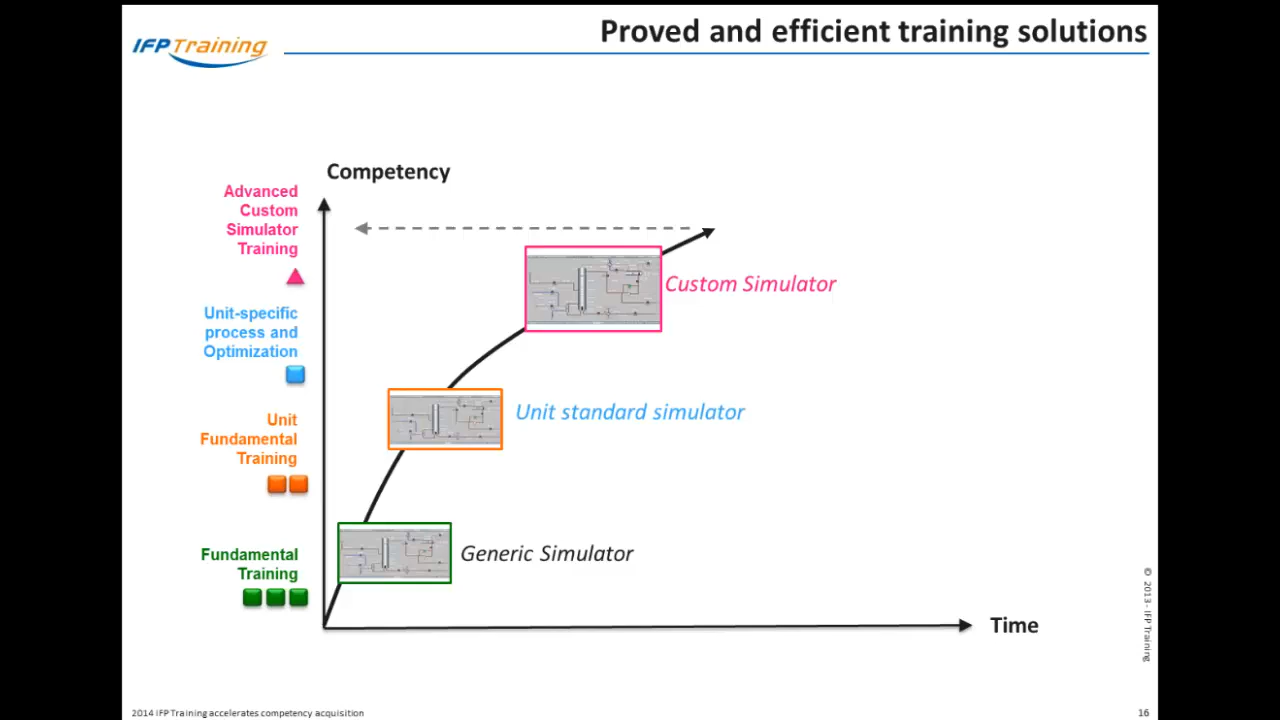 Proved and efficient training solutions
IFP Training
Competency
Advanced
Custom
Simulator
Training
Custom Simulator
Unit-specific
process and
Optimization
Unit standard simulator
Unit
Fundamental
Training
Generic Simulator
Fundamental
Training
Time
© 2013 - IFP Training
2014 IFP Training accelerates competency acquisition
16